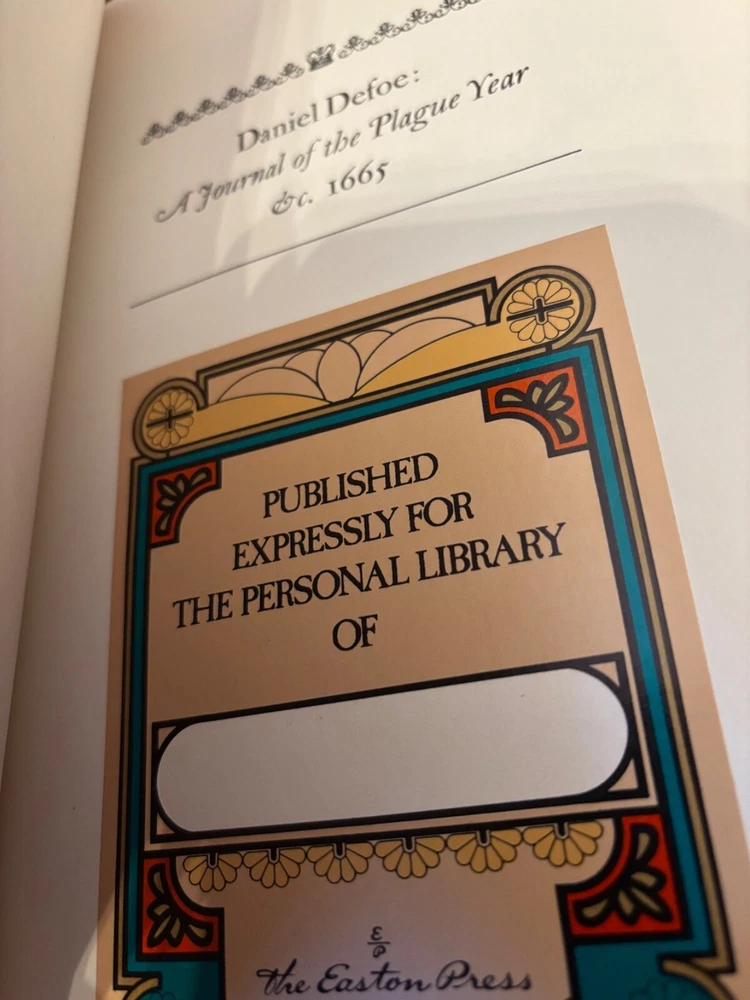 Daniel Defoe:
A Journal of the Plague Year
&c. 1665
PUBLISHED
EXPRESSLY FOR
THE PERSONAL LIBRARY
OF
E
P
the Easton Press